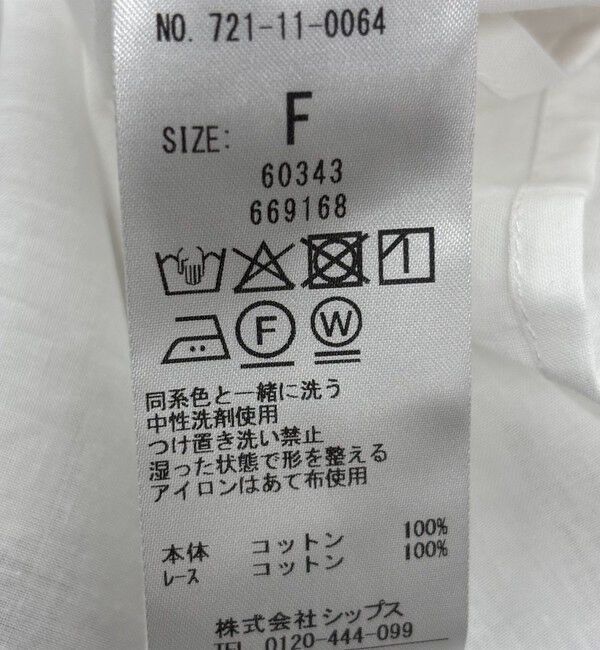 NO. 721-11-0064
SIZE: F
60343
669168
F W
同系色と一緒に洗う
中性洗剤使用
つけ置き洗い禁止
湿った状態で形を整える
アイロンはあて布使用
本体 コットン 100%
レース コットン 100%
株式会社シップス
TEL 0120-444-099